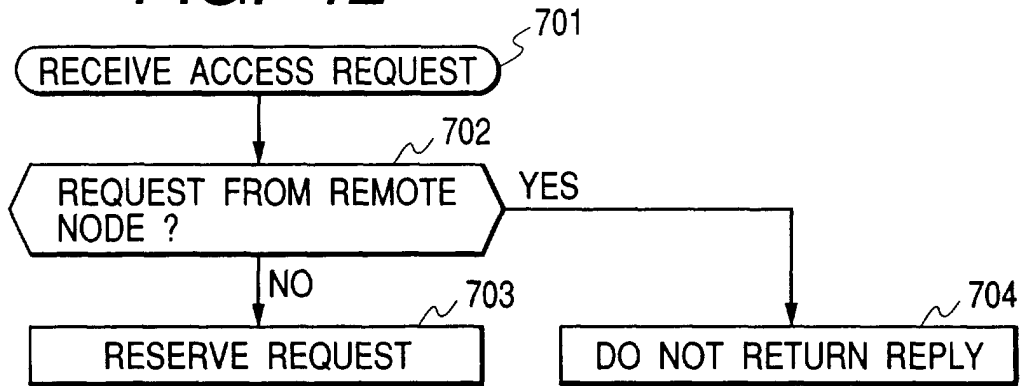 701
RECEIVE ACCESS REQUEST
702
REQUEST FROM REMOTE
NODE ?
YES
NO
703
704
RESERVE REQUEST
DO NOT RETURN REPLY